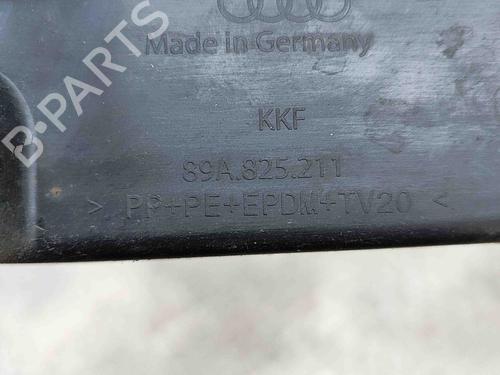 Made in Germany
KKF
89A.825.211
> PP+PE+EPDM+TV20 <
B-PARTS